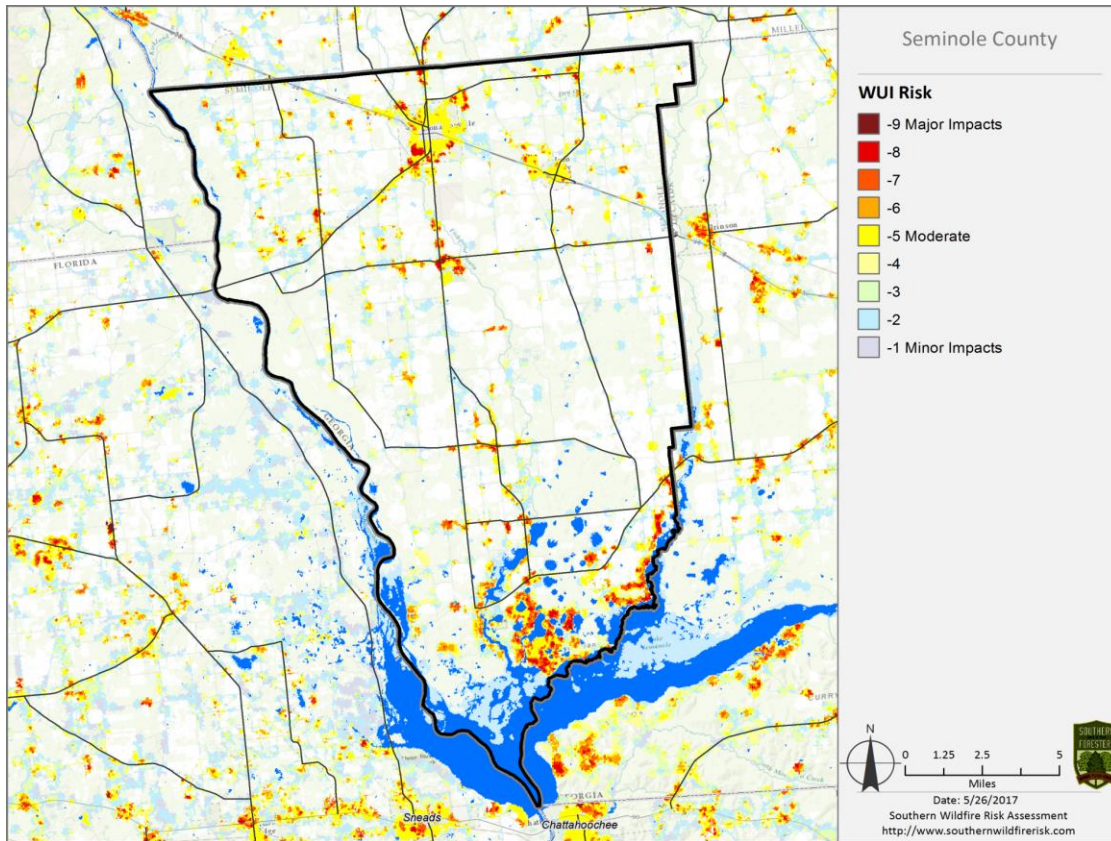 Seminole County
WUI Risk
-9 Major Impacts
-8
-7
-6
-5 Moderate
-4
-3
-2
-1 Minor Impacts
SEMINOLE
FLORIDA
GEORGIA
Sneads
Chattahoochee
N
0 1.25 2.5 5
Miles
Date: 5/26/2017
Southern Wildfire Risk Assessment
http://www.southernwildfirerisk.com
SOUTHERN